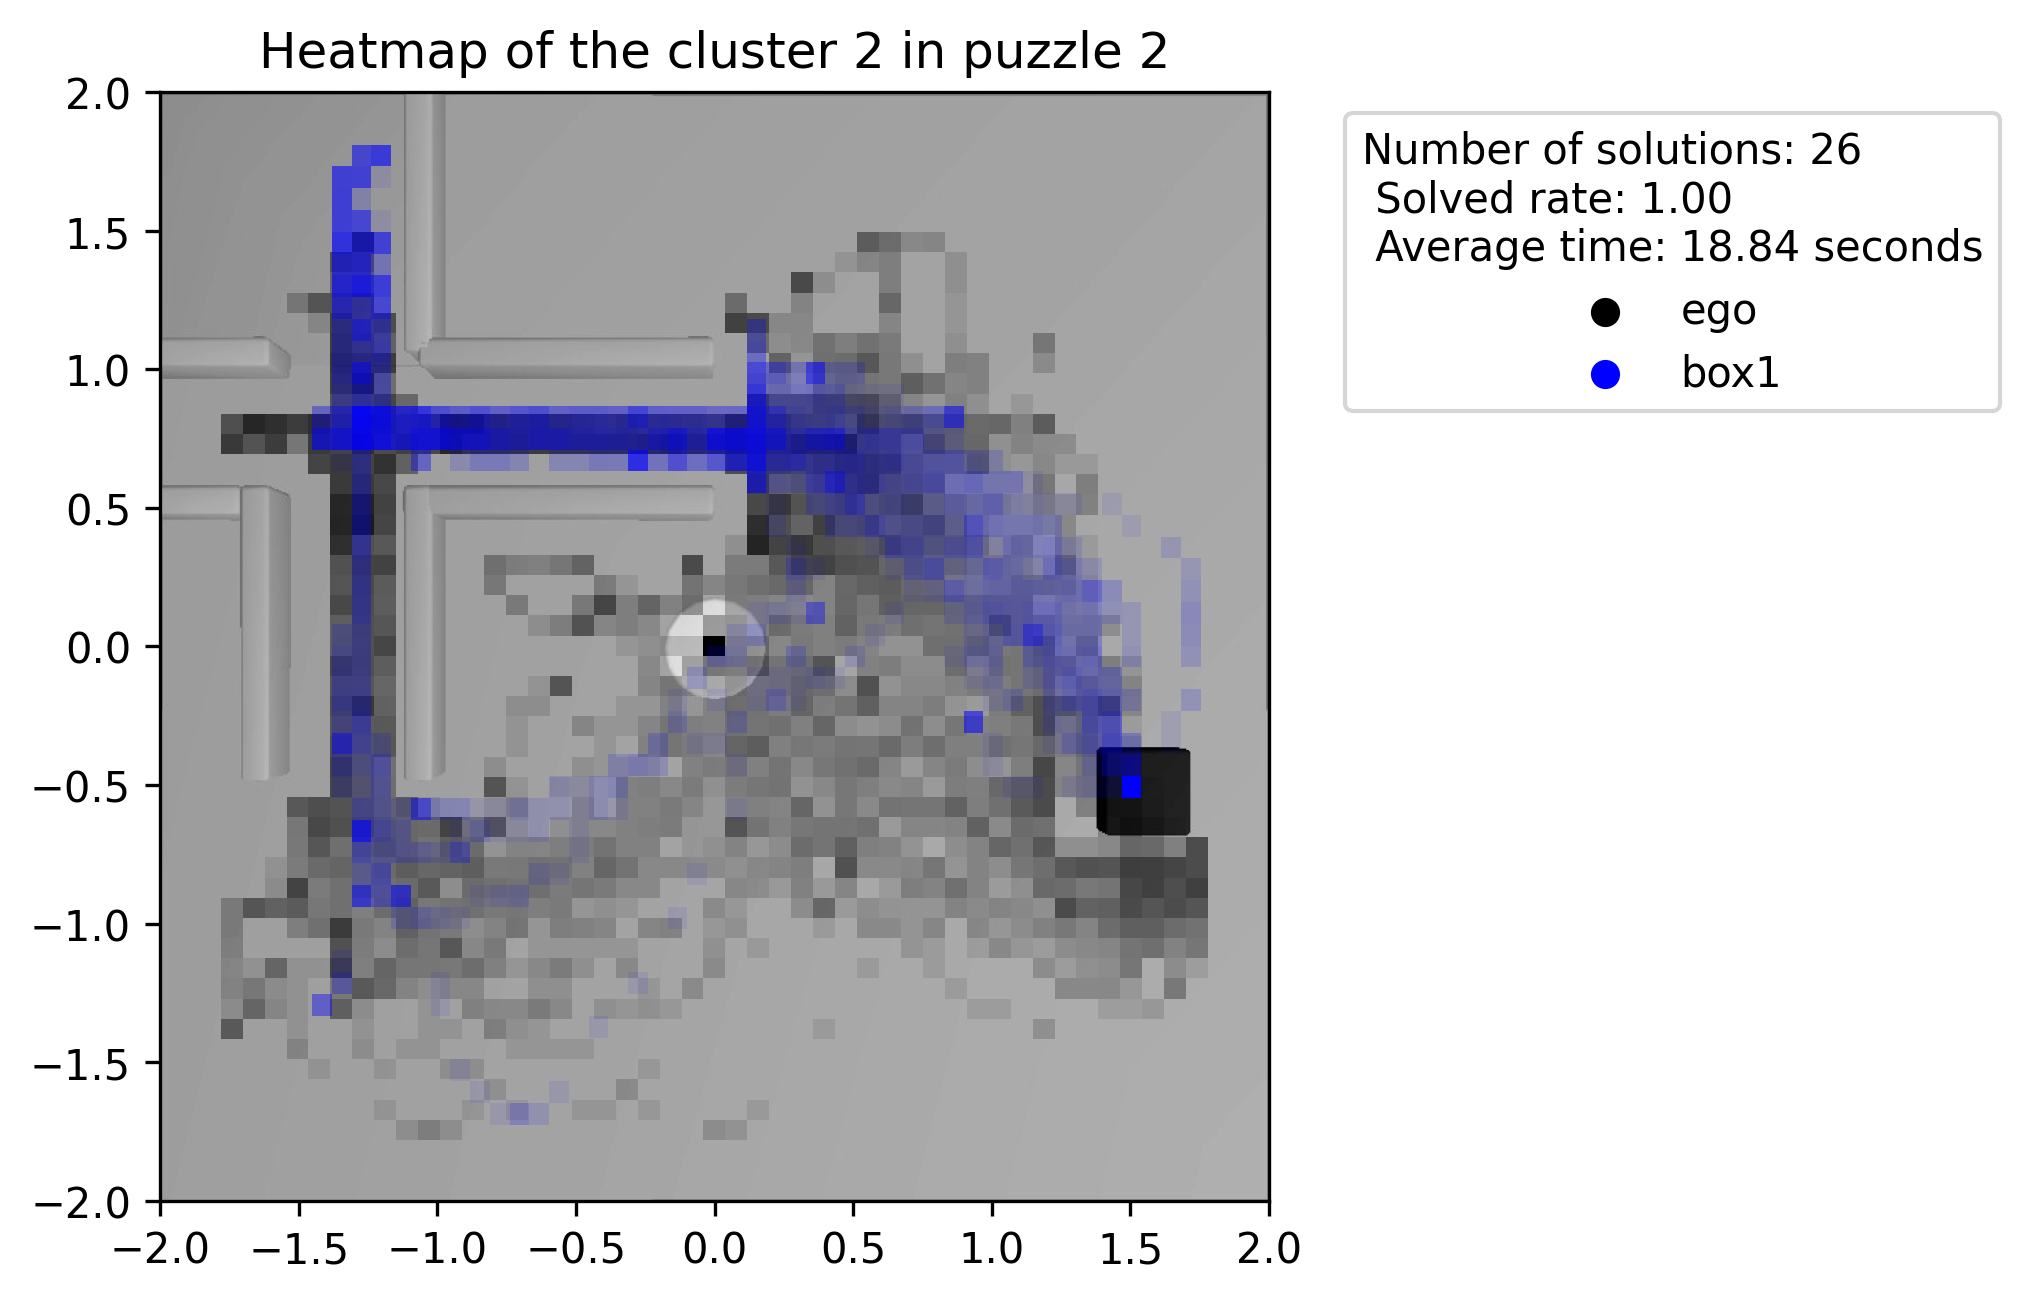 Heatmap of the cluster 2 in puzzle 2
Number of solutions: 26
Solved rate: 1.00
Average time: 18.84 seconds
ego
box1
2.0
1.5
1.0
0.5
0.0
−0.5
−1.0
−1.5
−2.0
−2.0 −1.5 −1.0 −0.5 0.0 0.5 1.0 1.5 2.0